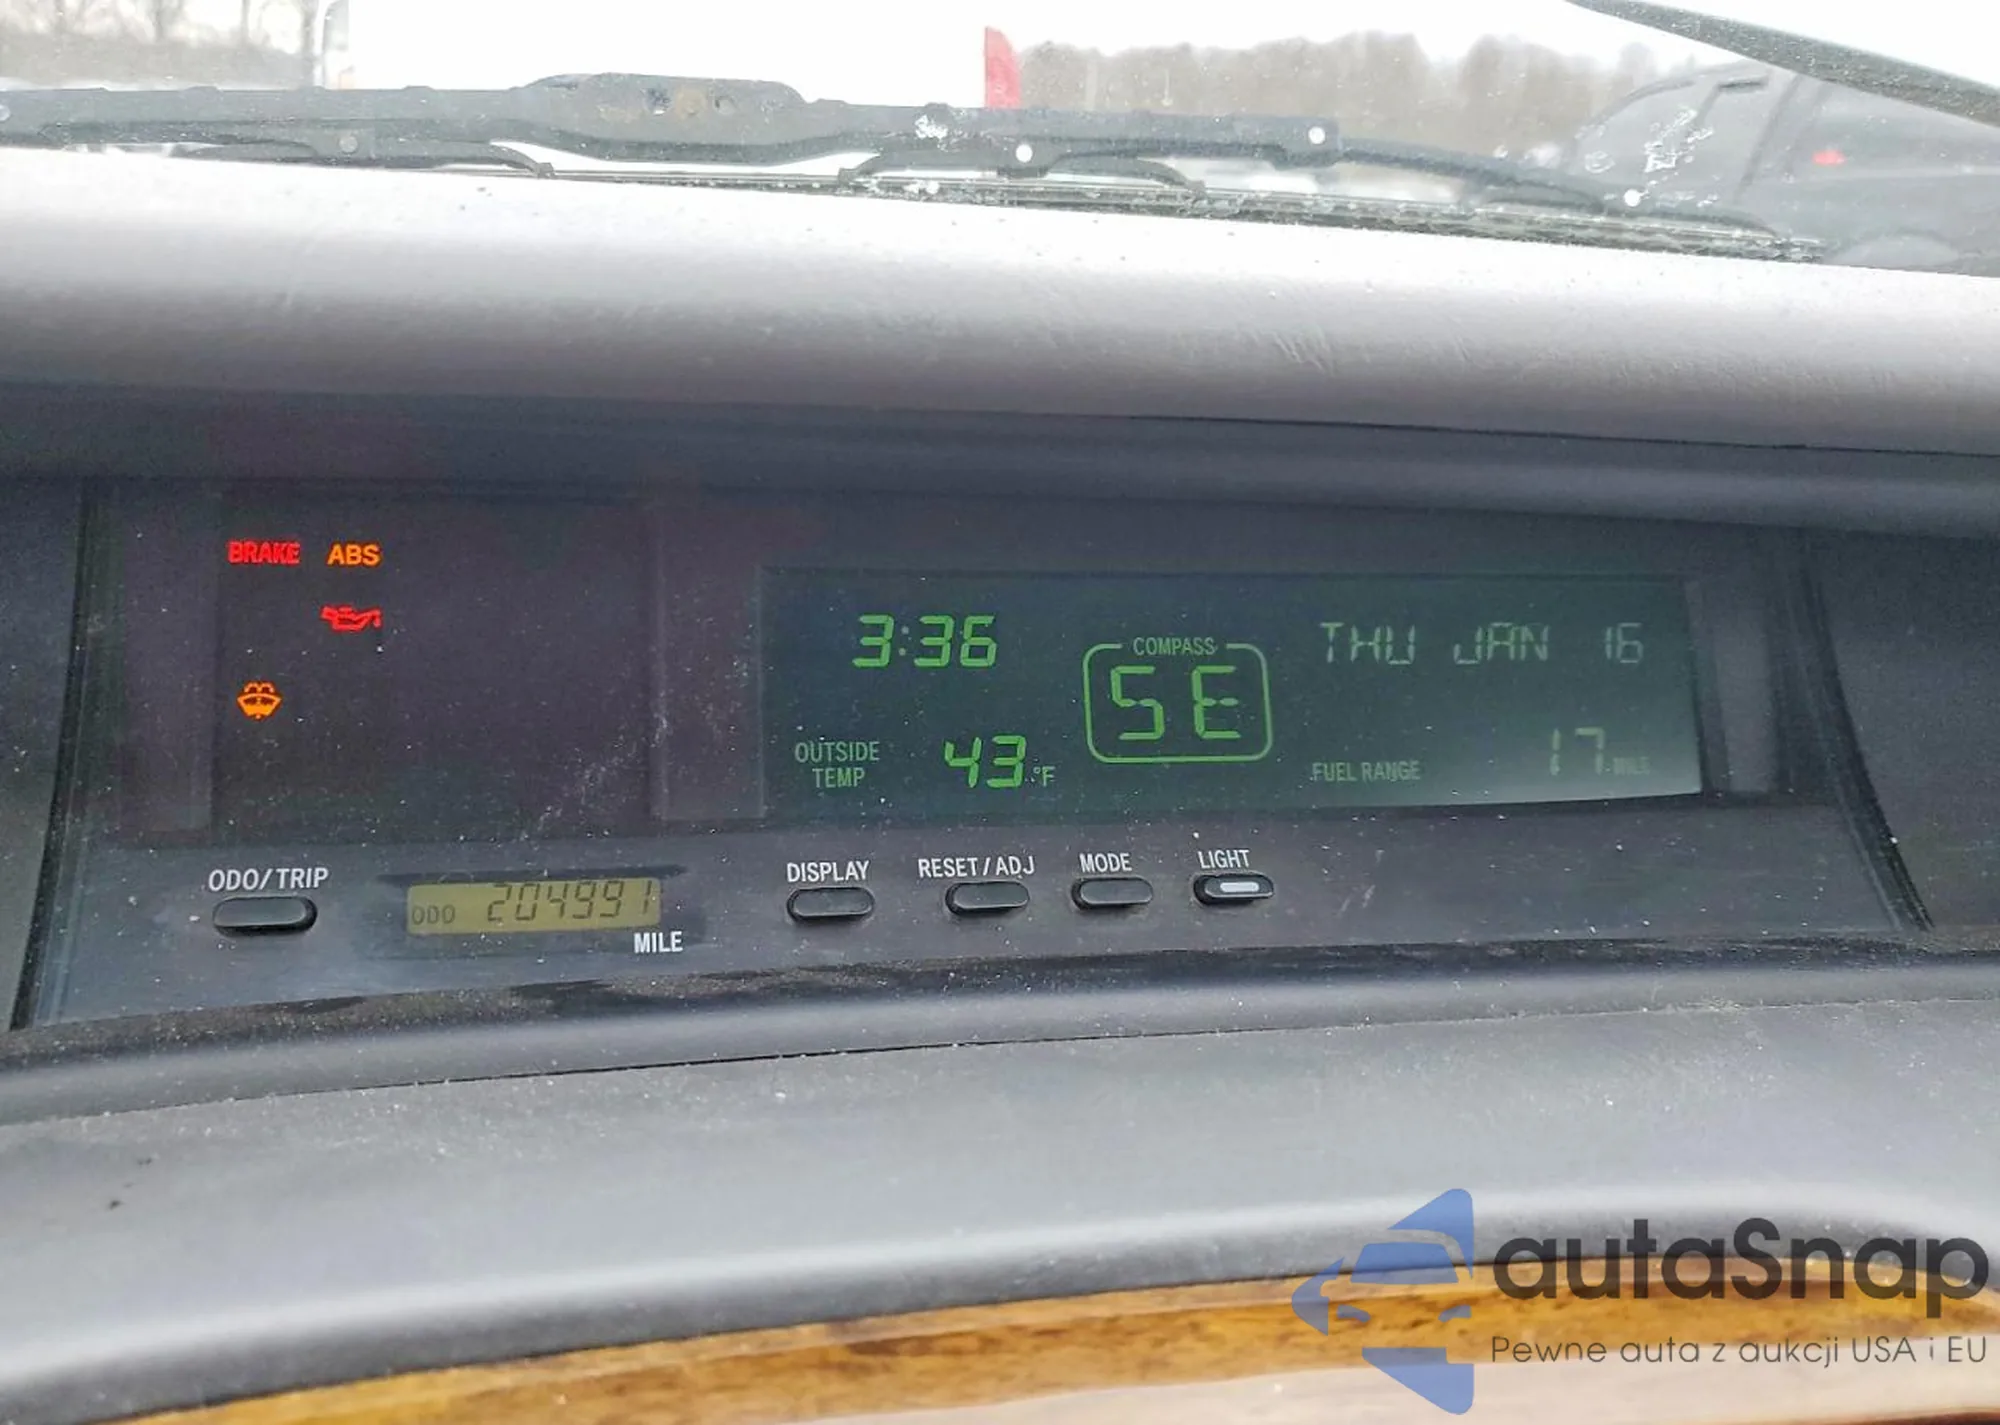 BRAKE ABS
3:36
COMPASS
SE
THU JAN 16
OUTSIDE
TEMP
43 °F
FUEL RANGE 17 MILE
ODO/TRIP
ODO 204991
MILE
DISPLAY
RESET/ADJ
MODE
LIGHT
autaSnap
Pewne auta z aukcji USA i EU